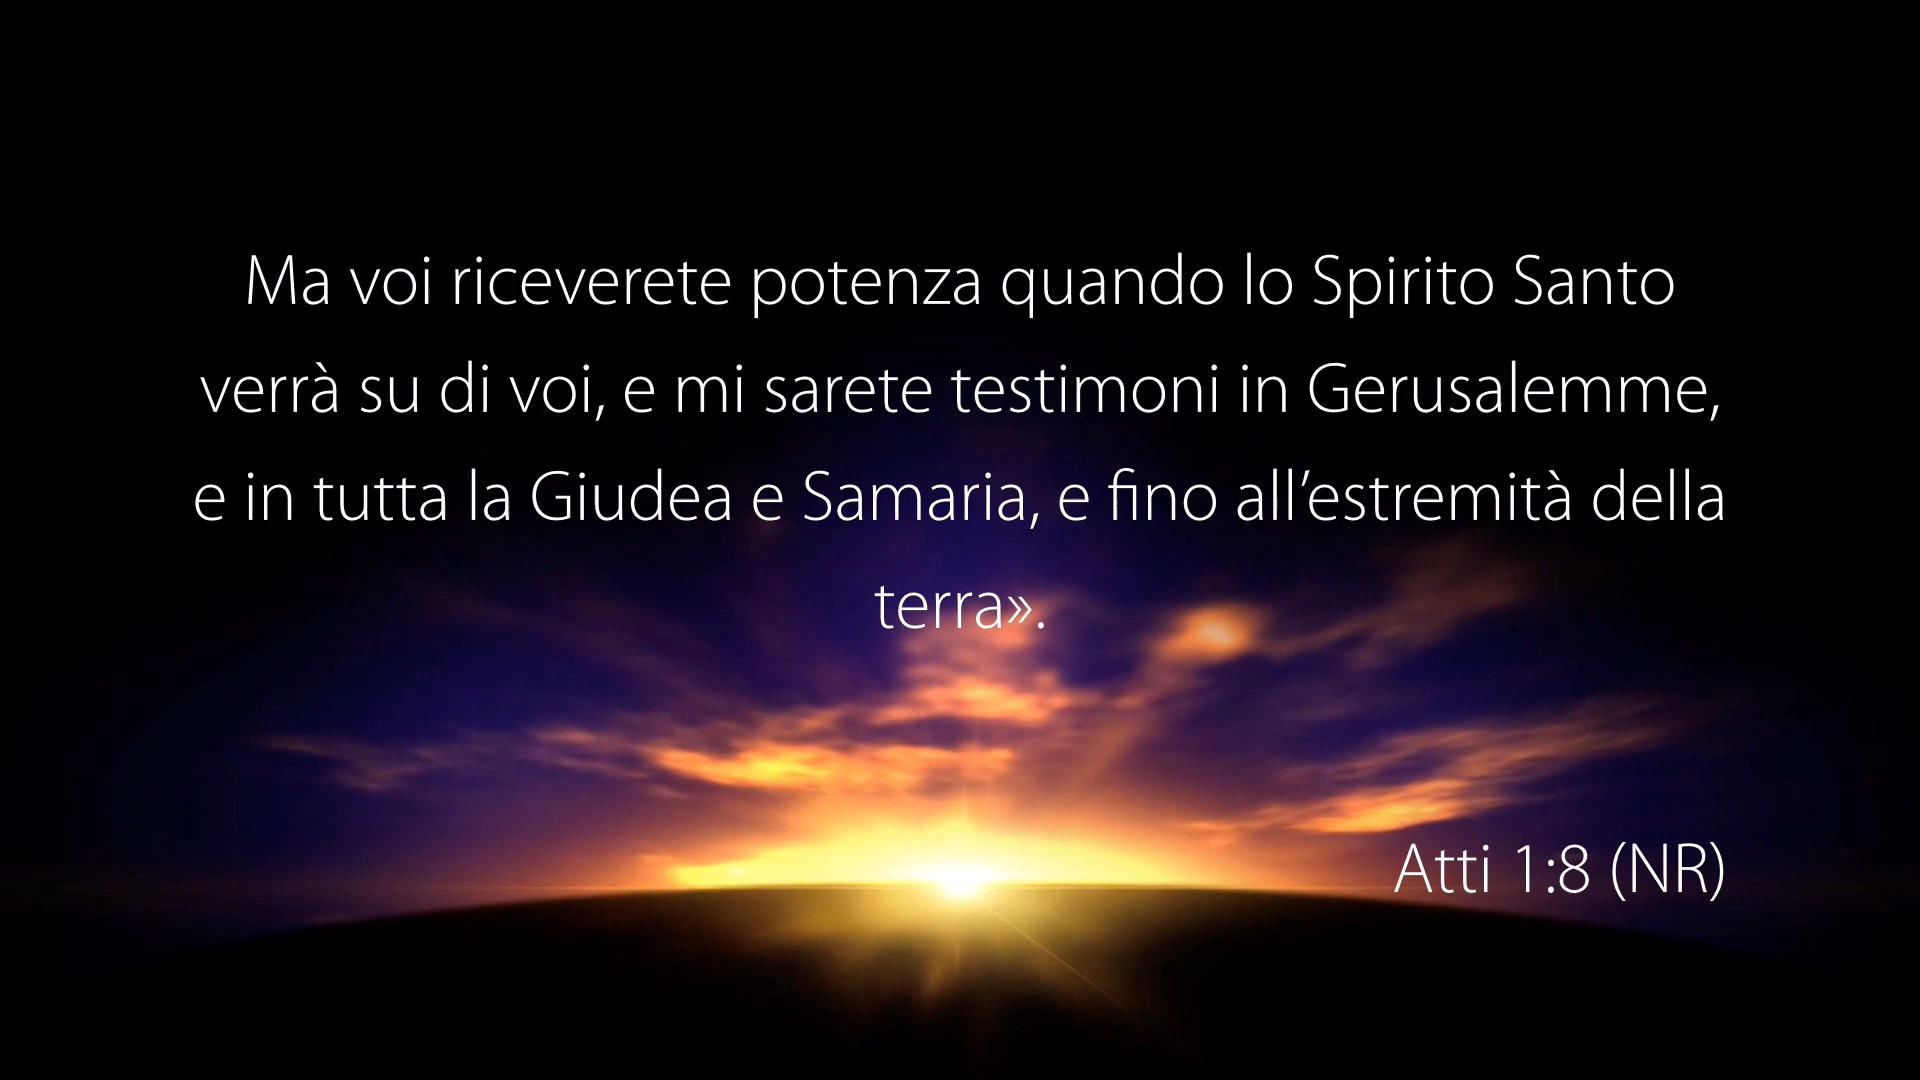 Ma voi riceverete potenza quando lo Spirito Santo
verrà su di voi, e mi sarete testimoni in Gerusalemme,
e in tutta la Giudea e Samaria, e fino all’estremità della
terra».
Atti 1:8 (NR)